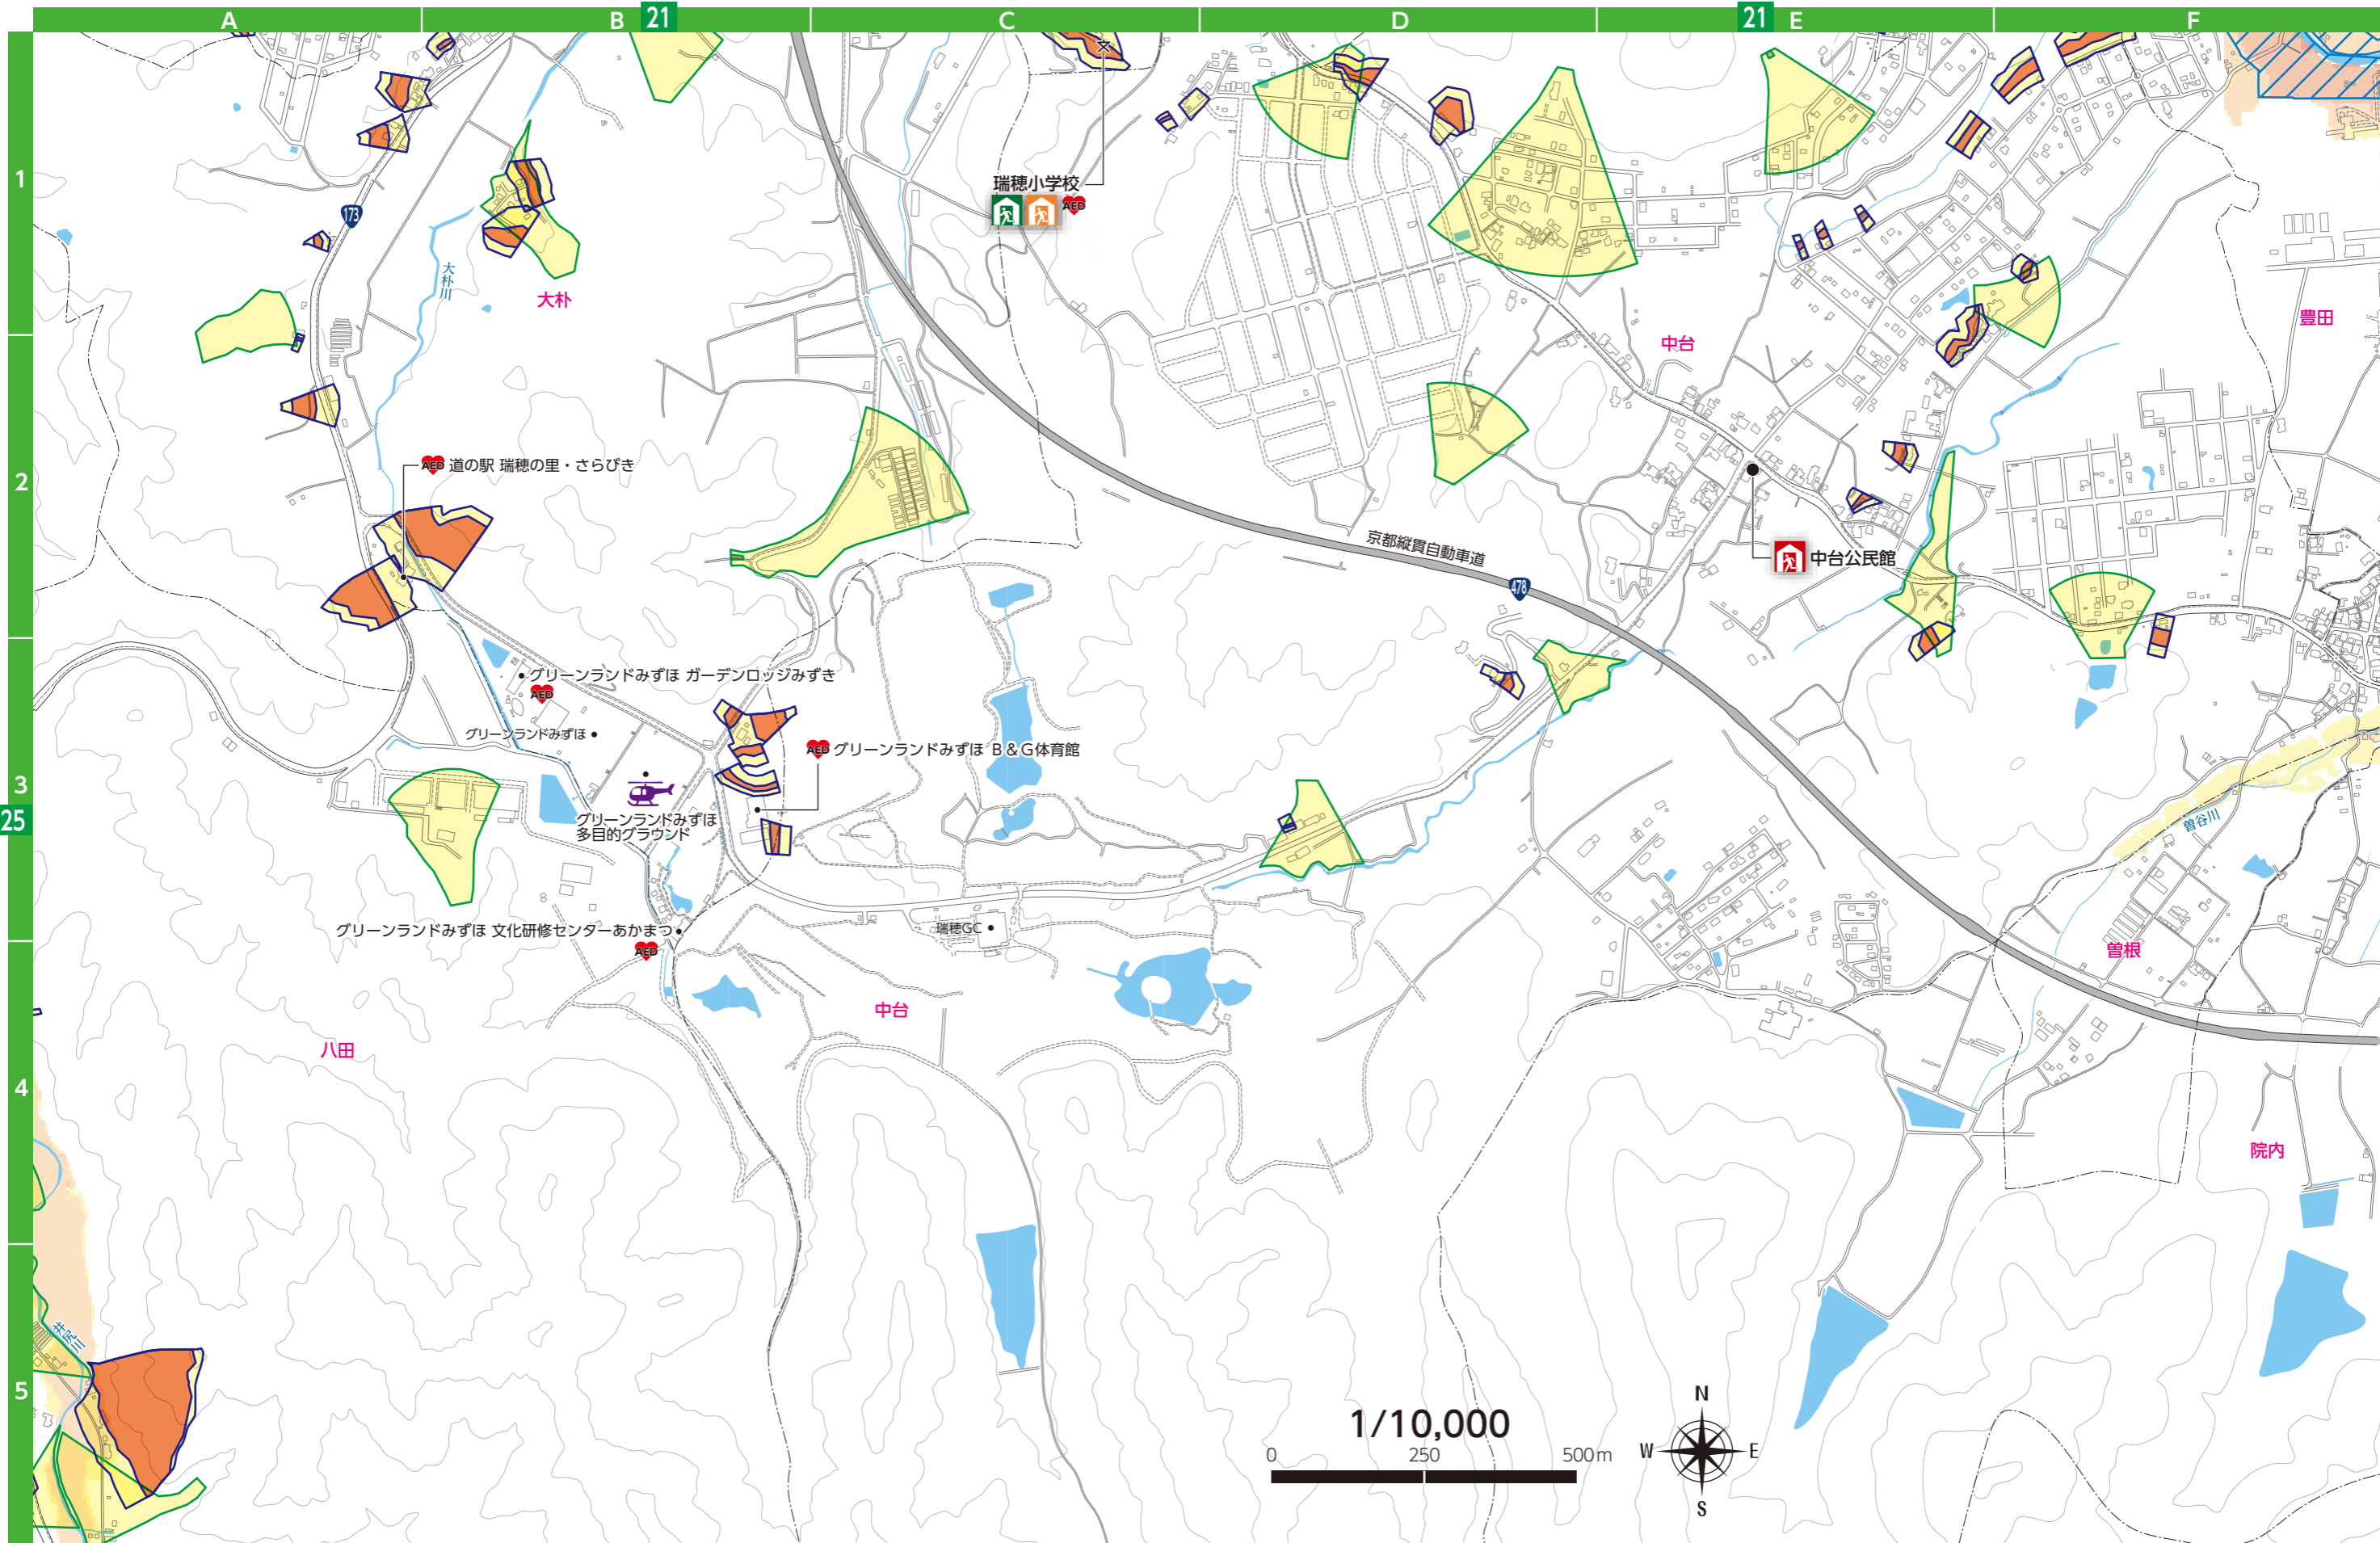 A
B
21
C
D
21
E
F
1
2
3
25
4
5
173
瑞穂小学校
AED
大朴川
大朴
中台
豊田
AED 道の駅 瑞穂の里・さらびき
京都縦貫自動車道
478
中台公民館
グリーンランドみずほ ガーデンロッジみずき
AED
グリーンランドみずほ
AED グリーンランドみずほ B&G体育館
グリーンランドみずほ
多目的グラウンド
曽谷川
グリーンランドみずほ 文化研修センターあかまつ
AED
瑞穂GC
曽根
中台
八田
院内
井尻川
1/10,000
0 250 500m
N
W E
S